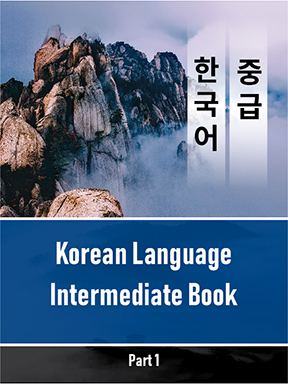 한국어
중급
Korean Language
Intermediate Book
Part 1